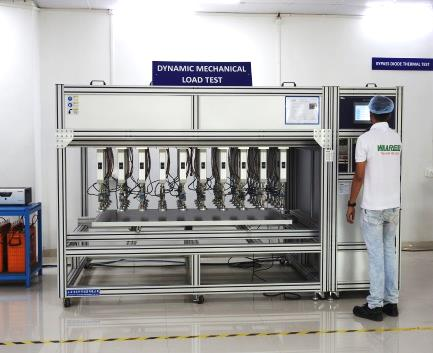 DYNAMIC MECHANICAL
LOAD TEST
BYPASS DIODE THERMAL TEST
WAAREE